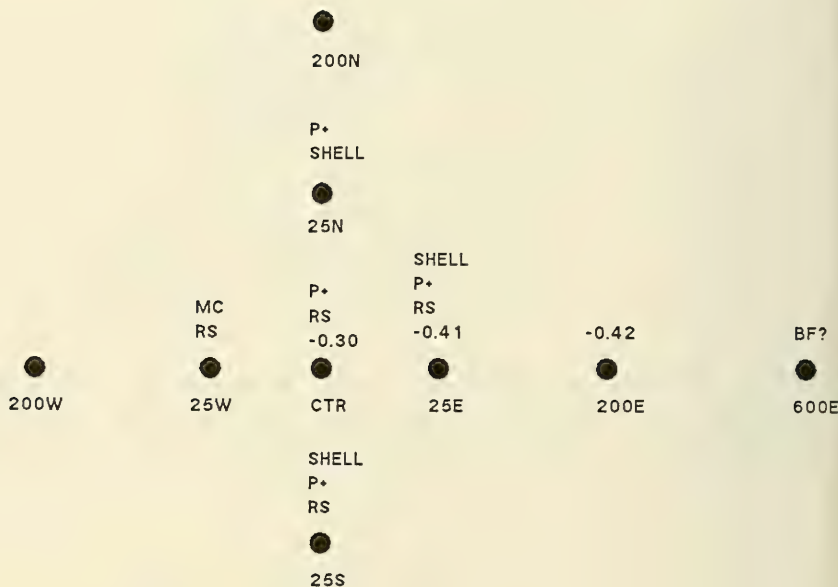 200N
P+
SHELL
25N
SHELL
P+
P+
MC
RS
RS
RS
-0.30
-0.41
-0.42
BF?
200W
25W
CTR
25E
200E
600E
SHELL
P+
RS
25S